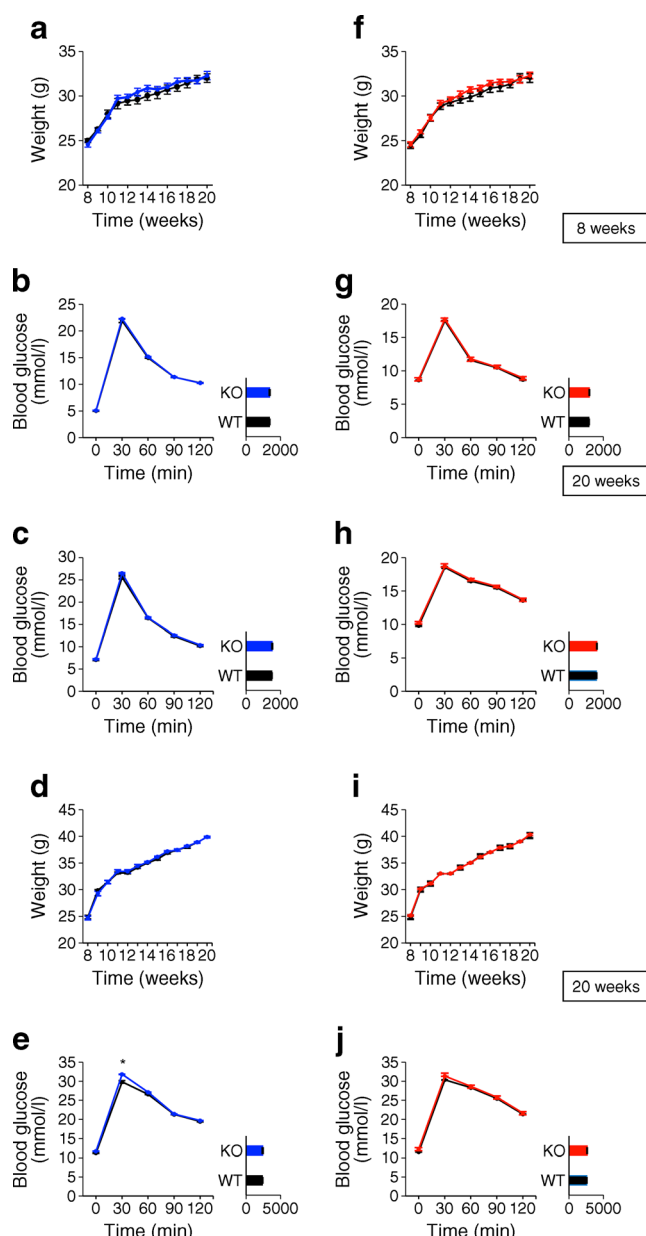 a
Weight (g)
35
30
25
20
8 10 12 14 16 18 20
Time (weeks)
f
Weight (g)
35
30
25
20
8 10 12 14 16 18 20
Time (weeks)
8 weeks
b
Blood glucose
(mmol/l)
25
20
15
10
5
0
0 30 60 90 120
Time (min)
KO
WT
0 2000
g
Blood glucose
(mmol/l)
20
15
10
5
0
0 30 60 90 120
Time (min)
KO
WT
0 2000
20 weeks
c
Blood glucose
(mmol/l)
30
25
20
15
10
5
0
0 30 60 90 120
Time (min)
KO
WT
0 2000
h
Blood glucose
(mmol/l)
20
15
10
5
0
0 30 60 90 120
Time (min)
KO
WT
0 2000
d
Weight (g)
45
40
35
30
25
20
8 10 12 14 16 18 20
Time (weeks)
i
Weight (g)
45
40
35
30
25
20
8 10 12 14 16 18 20
Time (weeks)
20 weeks
e
Blood glucose
(mmol/l)
35
30
25
20
15
10
5
0
*
0 30 60 90 120
Time (min)
KO
WT
0 5000
j
Blood glucose
(mmol/l)
35
30
25
20
15
10
5
0
0 30 60 90 120
Time (min)
KO
WT
0 5000